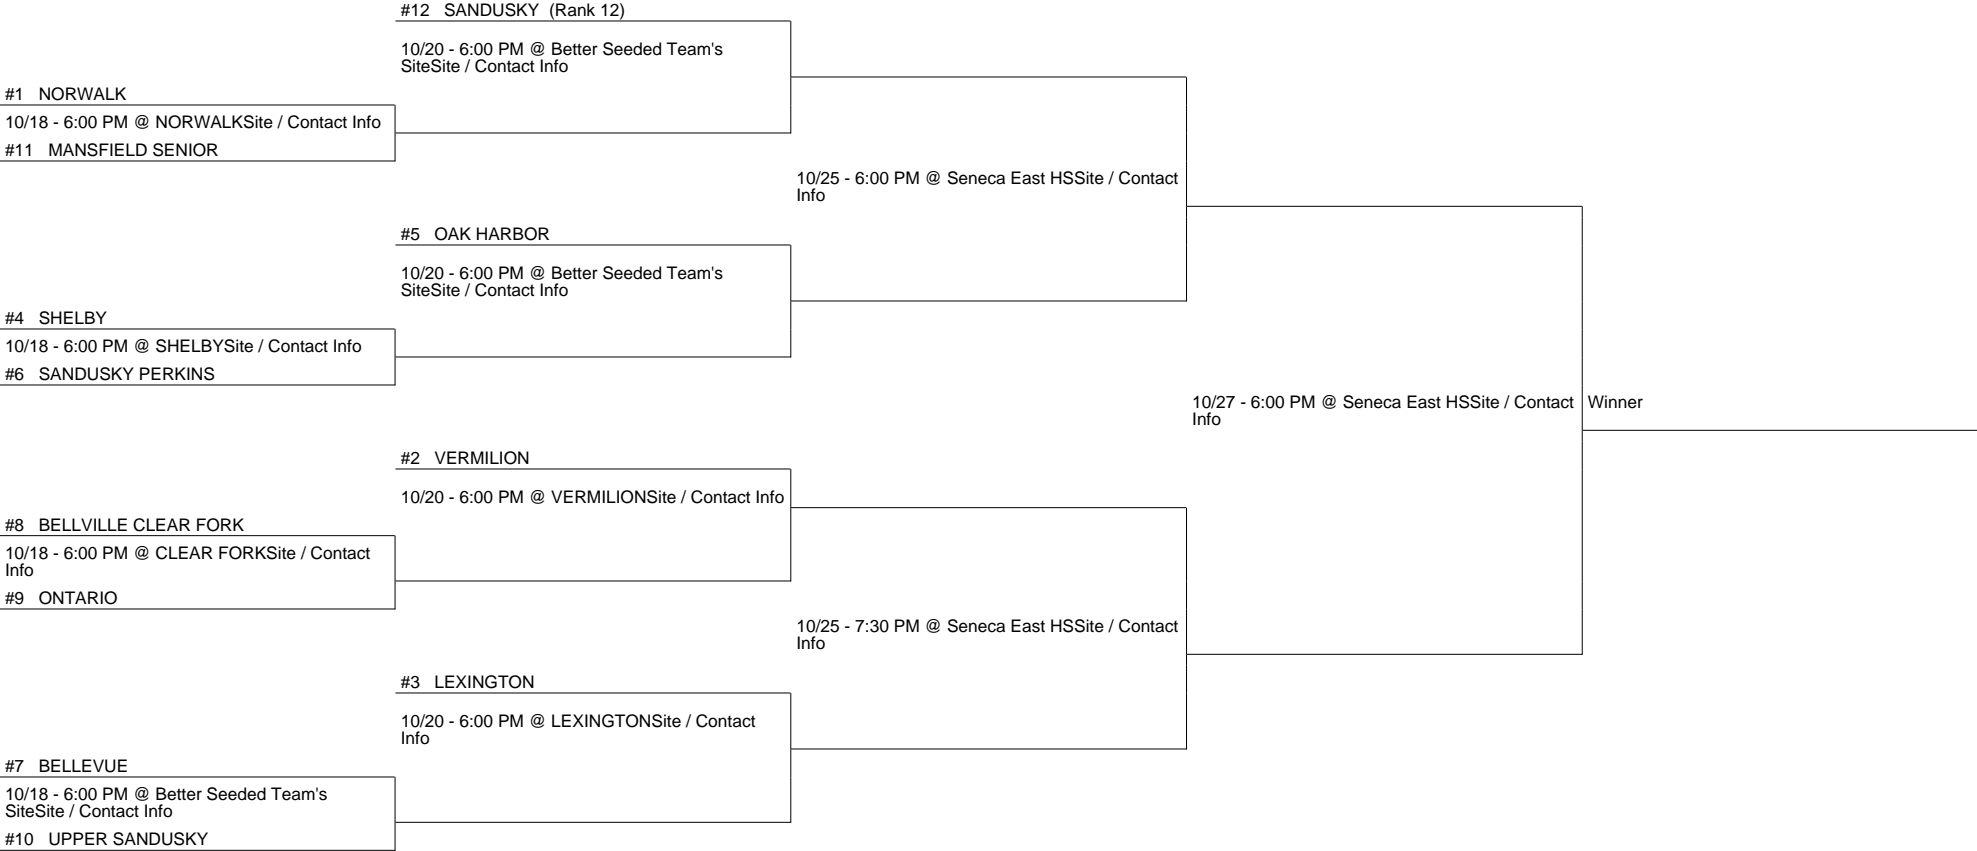 #12 SANDUSKY (Rank 12)
10/20 - 6:00 PM @ Better Seeded Team's
SiteSite / Contact Info
#1 NORWALK
10/18 - 6:00 PM @ NORWALKSite / Contact Info
#11 MANSFIELD SENIOR
10/25 - 6:00 PM @ Seneca East HSSite / Contact
Info
#5 OAK HARBOR
10/20 - 6:00 PM @ Better Seeded Team's
SiteSite / Contact Info
#4 SHELBY
10/18 - 6:00 PM @ SHELBYSite / Contact Info
#6 SANDUSKY PERKINS
10/27 - 6:00 PM @ Seneca East HSSite / Contact
Info
Winner
#2 VERMILION
10/20 - 6:00 PM @ VERMILIONSite / Contact Info
#8 BELLVILLE CLEAR FORK
10/18 - 6:00 PM @ CLEAR FORKSite / Contact
Info
#9 ONTARIO
10/25 - 7:30 PM @ Seneca East HSSite / Contact
Info
#3 LEXINGTON
10/20 - 6:00 PM @ LEXINGTONSite / Contact
Info
#7 BELLEVUE
10/18 - 6:00 PM @ Better Seeded Team's
SiteSite / Contact Info
#10 UPPER SANDUSKY